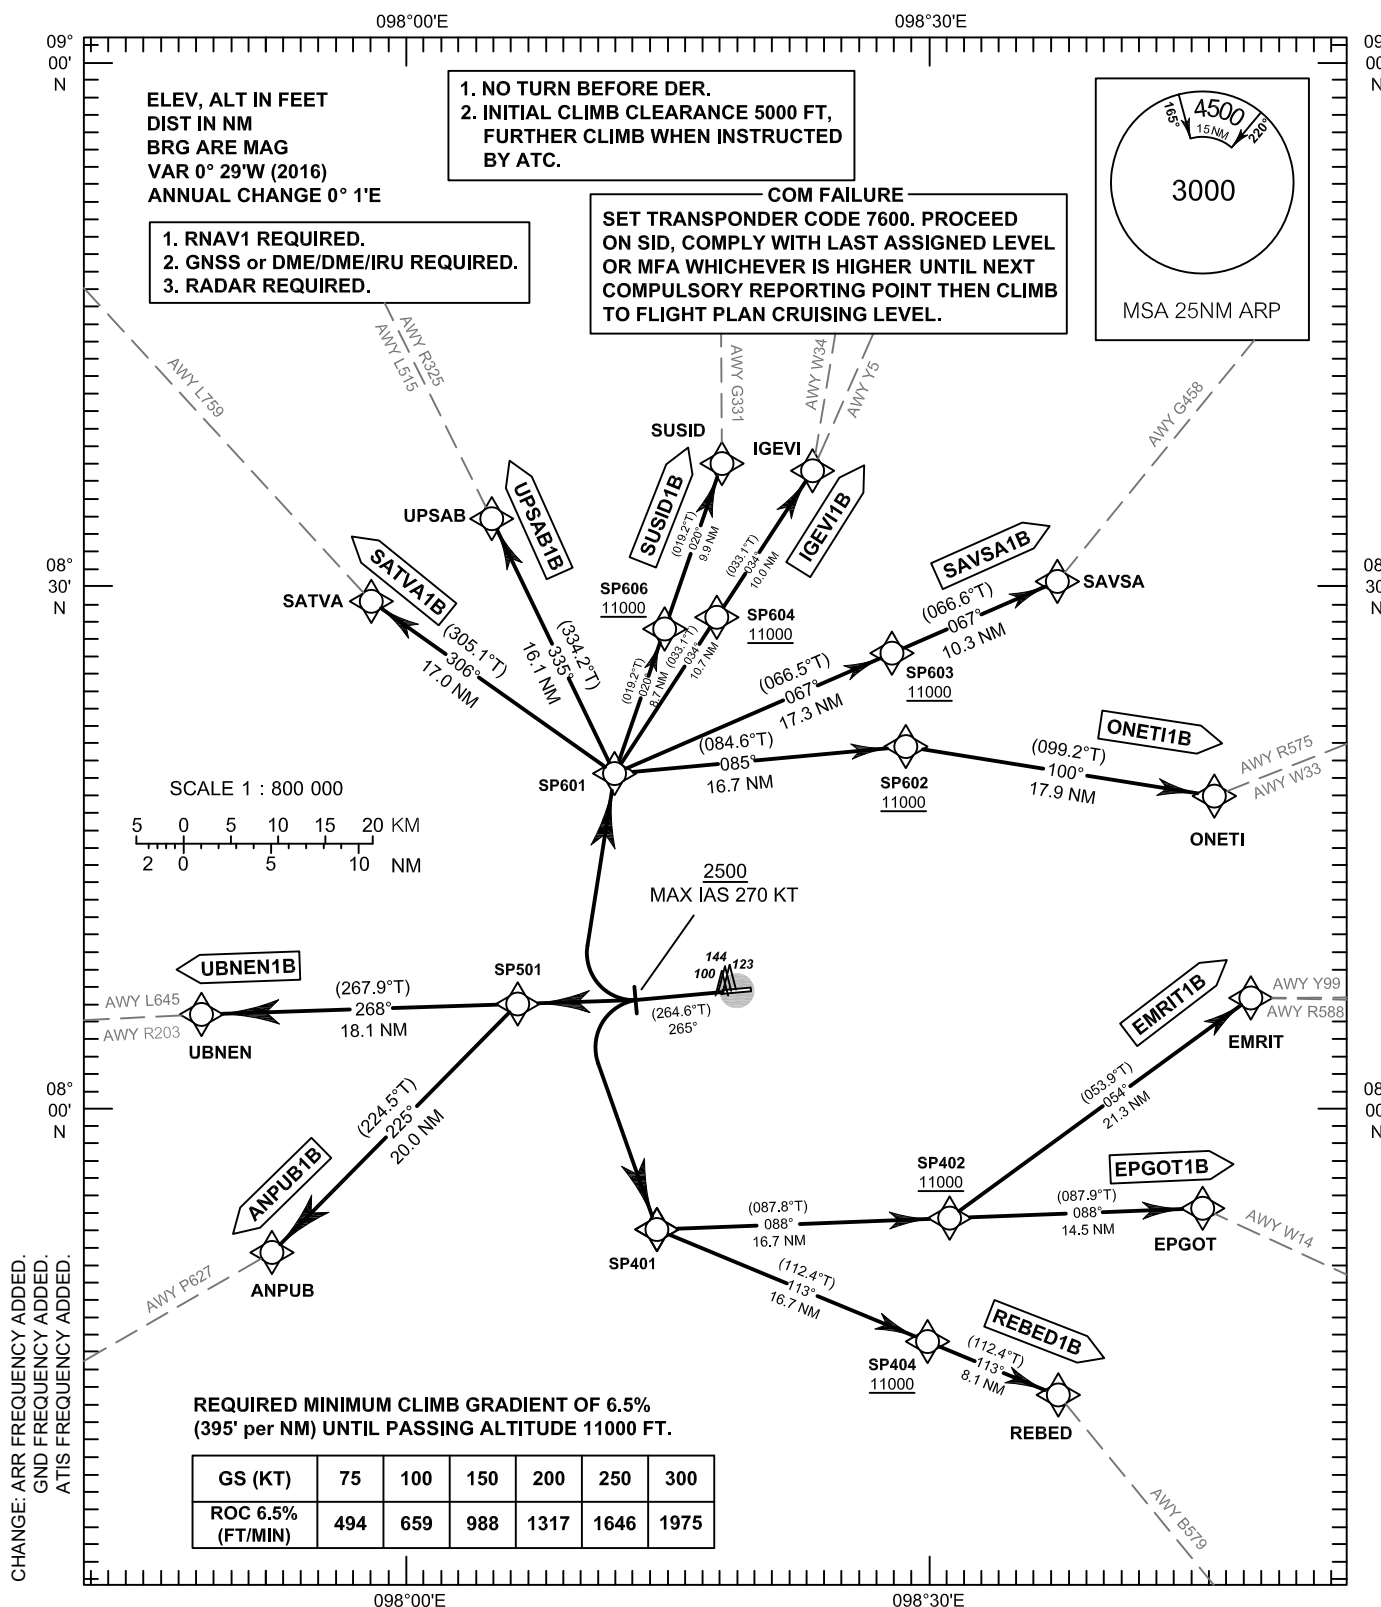 098°00'E
098°30'E
09°
00'
N
09
00'
N
ELEV, ALT IN FEET
DIST IN NM
BRG ARE MAG
VAR 0° 29'W (2016)
ANNUAL CHANGE 0° 1'E
1. NO TURN BEFORE DER.
2. INITIAL CLIMB CLEARANCE 5000 FT,
FURTHER CLIMB WHEN INSTRUCTED
BY ATC.
1. RNAV1 REQUIRED.
2. GNSS or DME/DME/IRU REQUIRED.
3. RADAR REQUIRED.
COM FAILURE
SET TRANSPONDER CODE 7600. PROCEED
ON SID, COMPLY WITH LAST ASSIGNED LEVEL
OR MFA WHICHEVER IS HIGHER UNTIL NEXT
COMPULSORY REPORTING POINT THEN CLIMB
TO FLIGHT PLAN CRUISING LEVEL.
165°
4500
15NM
220°
3000
MSA 25NM ARP
AWY L759
AWY R325
AWY L515
AWY G331
AWY W34
AWY Y5
AWY G458
SUSID
IGEVI
UPSAB
SATVA
SAVSA
SATVA1B
UPSAB1B
SUSID1B
IGEVI1B
SAVSA1B
(019.2°T)
020°
9.9 NM
(033.1°T)
034°
10.0 NM
08°
30'
N
08
30'
N
SP606
11000
SP604
11000
(066.6°T)
067°
10.3 NM
(305.1°T)
306°
17.0 NM
(334.2°T)
335°
16.1 NM
(019.2°T)
020°
8.7 NM
(033.1°T)
034°
10.7 NM
(066.5°T)
067°
17.3 NM
SP603
11000
SP601
(084.6°T)
085°
16.7 NM
SP602
11000
(099.2°T)
100°
17.9 NM
ONETI1B
AWY R575
AWY W33
ONETI
SCALE 1 : 800 000
5 0 5 10 15 20 KM
2 0 5 10 NM
2500
MAX IAS 270 KT
144
123
100
(264.6°T)
265°
UBNEN1B
SP501
AWY L645
AWY R203
(267.9°T)
268°
18.1 NM
UBNEN
EMRIT1B
AWY Y99
AWY R588
EMRIT
08°
00'
N
08
00'
N
(224.5°T)
225°
20.0 NM
ANPUB1B
ANPUB
AWY P627
(053.9°T)
054°
21.3 NM
SP402
11000
EPGOT1B
(087.8°T)
088°
16.7 NM
(087.9°T)
088°
14.5 NM
EPGOT
AWY W14
SP401
(112.4°T)
113°
16.7 NM
SP404
11000
REBED1B
(112.4°T)
113°
8.1 NM
REBED
AWY B579
CHANGE: ARR FREQUENCY ADDED.
GND FREQUENCY ADDED.
ATIS FREQUENCY ADDED.
REQUIRED MINIMUM CLIMB GRADIENT OF 6.5%
(395' per NM) UNTIL PASSING ALTITUDE 11000 FT.
GS (KT) 75 100 150 200 250 300
ROC 6.5%
(FT/MIN) 494 659 988 1317 1646 1975
098°00'E
098°30'E